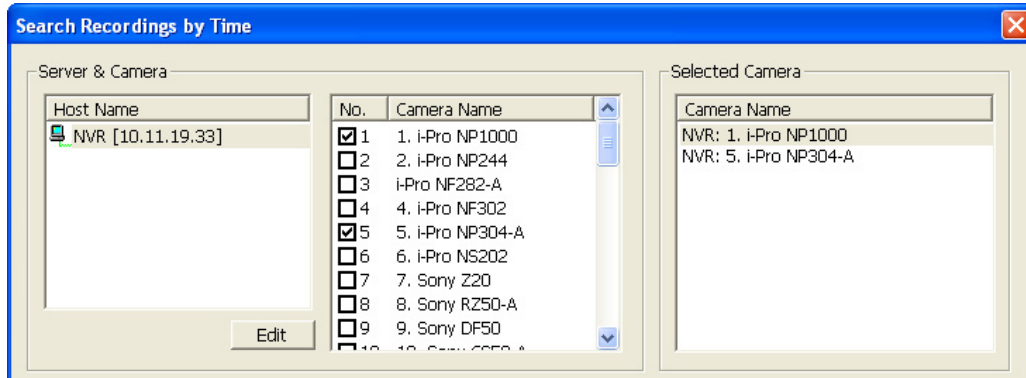 Search Recordings by Time
Server & Camera
Host Name
NVR [10.11.19.33]
Edit
No. Camera Name
1 1. i-Pro NP1000
2 2. i-Pro NP244
3 i-Pro NF282-A
4 4. i-Pro NF302
5 5. i-Pro NP304-A
6 6. i-Pro NS202
7 7. Sony Z20
8 8. Sony RZ50-A
9 9. Sony DF50
Selected Camera
Camera Name
NVR: 1. i-Pro NP1000
NVR: 5. i-Pro NP304-A